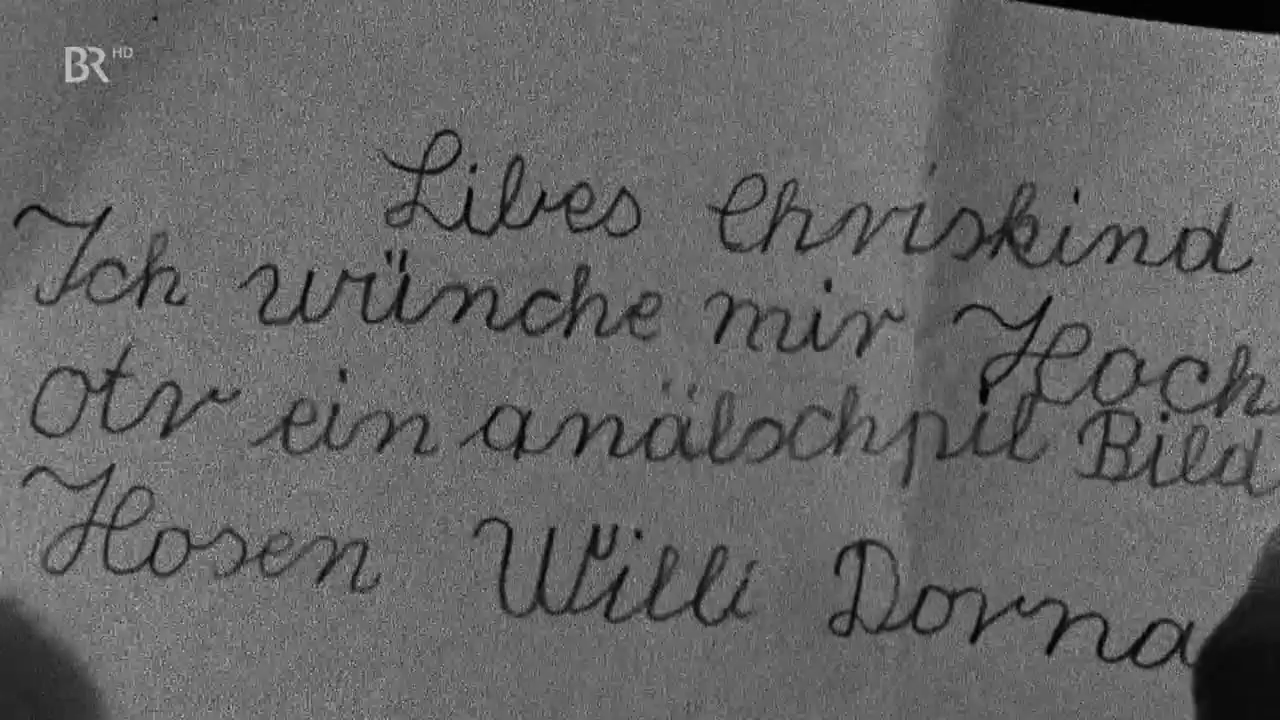 BR HD
Libes Chriskind
Ich wünche mir Hoch
otr ein anälschpil Bild
Hosen Willi Dorna